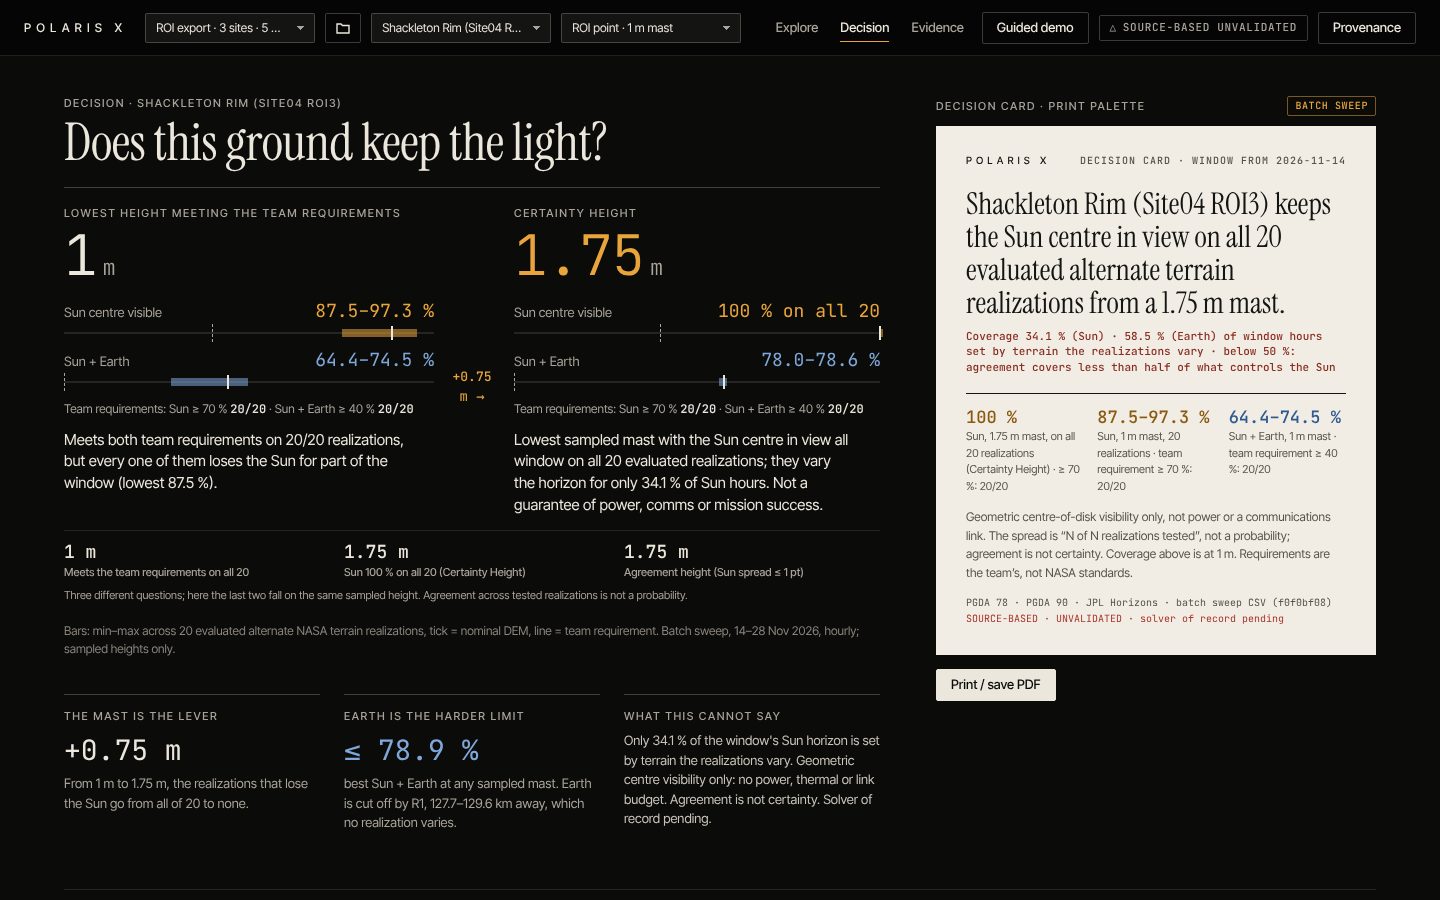 POLARIS X
ROI export · 3 sites · 5 ...
Shackleton Rim (Site04 R...
ROI point · 1 m mast
Explore
Decision
Evidence
Guided demo
△ SOURCE-BASED UNVALIDATED
Provenance
DECISION · SHACKLETON RIM (SITE04 ROI3)
Does this ground keep the light?
LOWEST HEIGHT MEETING THE TEAM REQUIREMENTS
1 m
Sun centre visible 87.5–97.3 %
Sun + Earth 64.4–74.5 %
Team requirements: Sun ≥ 70 % 20/20 · Sun + Earth ≥ 40 % 20/20
Meets both team requirements on 20/20 realizations,
but every one of them loses the Sun for part of the
window (lowest 87.5 %).
+0.75
m →
CERTAINTY HEIGHT
1.75 m
Sun centre visible 100 % on all 20
Sun + Earth 78.0–78.6 %
Team requirements: Sun ≥ 70 % 20/20 · Sun + Earth ≥ 40 % 20/20
Lowest sampled mast with the Sun centre in view all
window on all 20 evaluated realizations; they vary
the horizon for only 34.1 % of Sun hours. Not a
guarantee of power, comms or mission success.
1 m
Meets the team requirements on all 20
1.75 m
Sun 100 % on all 20 (Certainty Height)
1.75 m
Agreement height (Sun spread ≤ 1 pt)
Three different questions; here the last two fall on the same sampled height. Agreement across tested realizations is not a probability.
Bars: min–max across 20 evaluated alternate NASA terrain realizations, tick = nominal DEM, line = team requirement. Batch sweep, 14–28 Nov 2026, hourly;
sampled heights only.
THE MAST IS THE LEVER
+0.75 m
From 1 m to 1.75 m, the realizations that lose
the Sun go from all of 20 to none.
EARTH IS THE HARDER LIMIT
≤ 78.9 %
best Sun + Earth at any sampled mast. Earth
is cut off by R1, 127.7–129.6 km away, which
no realization varies.
WHAT THIS CANNOT SAY
Only 34.1 % of the window's Sun horizon is set
by terrain the realizations vary. Geometric
centre visibility only: no power, thermal or link
budget. Agreement is not certainty. Solver of
record pending.
DECISION CARD · PRINT PALETTE
BATCH SWEEP
POLARIS X
DECISION CARD · WINDOW FROM 2026-11-14
Shackleton Rim (Site04 ROI3) keeps
the Sun centre in view on all 20
evaluated alternate terrain
realizations from a 1.75 m mast.
Coverage 34.1 % (Sun) · 58.5 % (Earth) of window hours
set by terrain the realizations vary · below 50 %:
agreement covers less than half of what controls the Sun
100 %
Sun, 1.75 m mast, on all
20 realizations
(Certainty Height) · ≥ 70
%: 20/20
87.5–97.3 %
Sun, 1 m mast, 20
realizations · team
requirement ≥ 70 %:
20/20
64.4–74.5 %
Sun + Earth, 1 m mast ·
team requirement ≥ 40
%: 20/20
Geometric centre-of-disk visibility only, not power or a communications
link. The spread is “N of N realizations tested”, not a probability;
agreement is not certainty. Coverage above is at 1 m. Requirements are
the team’s, not NASA standards.
PGDA 78 · PGDA 90 · JPL Horizons · batch sweep CSV (f0f0bf08)
SOURCE-BASED · UNVALIDATED · solver of record pending
Print / save PDF